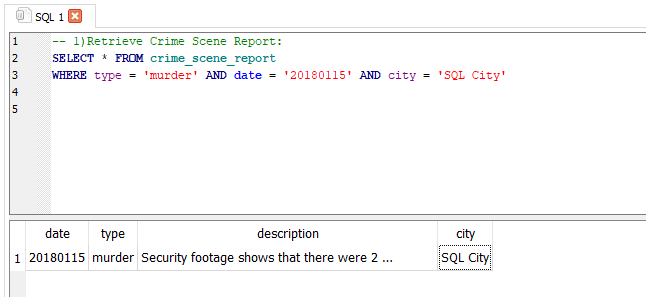 SQL 1
1 -- 1)Retrieve Crime Scene Report:
2 SELECT * FROM crime_scene_report
3 WHERE type = 'murder' AND date = '20180115' AND city = 'SQL City'
4
5
date type description city
1 20180115 murder Security footage shows that there were 2 ... SQL City